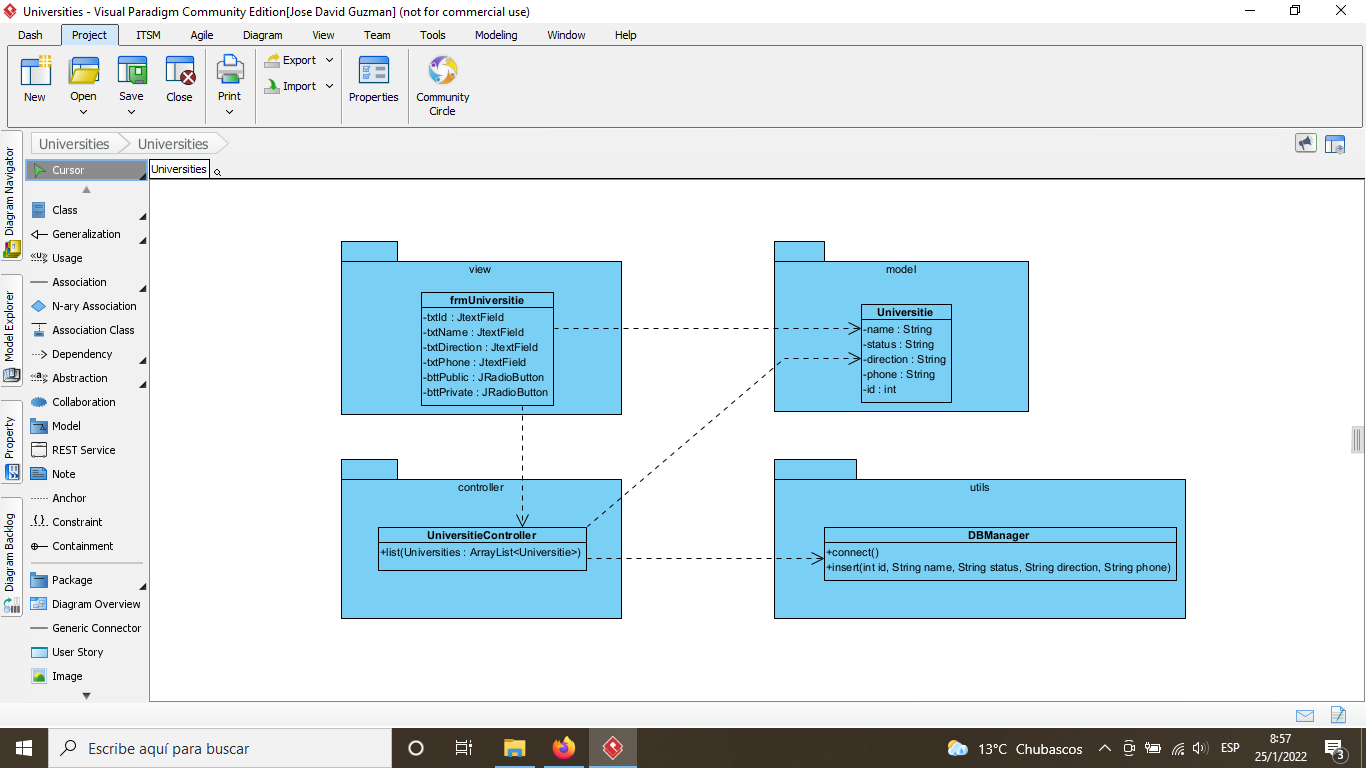 Universities - Visual Paradigm Community Edition[Jose David Guzman] (not for commercial use)
Dash Project ITSM Agile Diagram View Team Tools Modeling Window Help
New Open Save Close Print Export Import Properties Community Circle
Universities Universities
Diagram Navigator
Model Explorer
Property
Diagram Backlog
Cursor
Class
Generalization
Usage
Association
N-ary Association
Association Class
Dependency
Abstraction
Collaboration
Model
REST Service
Note
Anchor
Constraint
Containment
Package
Diagram Overview
Generic Connector
User Story
Image
Universities
view
frmUniversitie
-txtId : JtextField
-txtName : JtextField
-txtDirection : JtextField
-txtPhone : JtextField
-bttPublic : JRadioButton
-bttPrivate : JRadioButton
model
Universitie
-name : String
-status : String
-direction : String
-phone : String
-id : int
controller
UniversitieController
+list(Universities : ArrayList<Universitie>)
utils
DBManager
+connect()
+insert(int id, String name, String status, String direction, String phone)
Escribe aquí para buscar
13°C Chubascos
ESP
8:57
25/1/2022
3